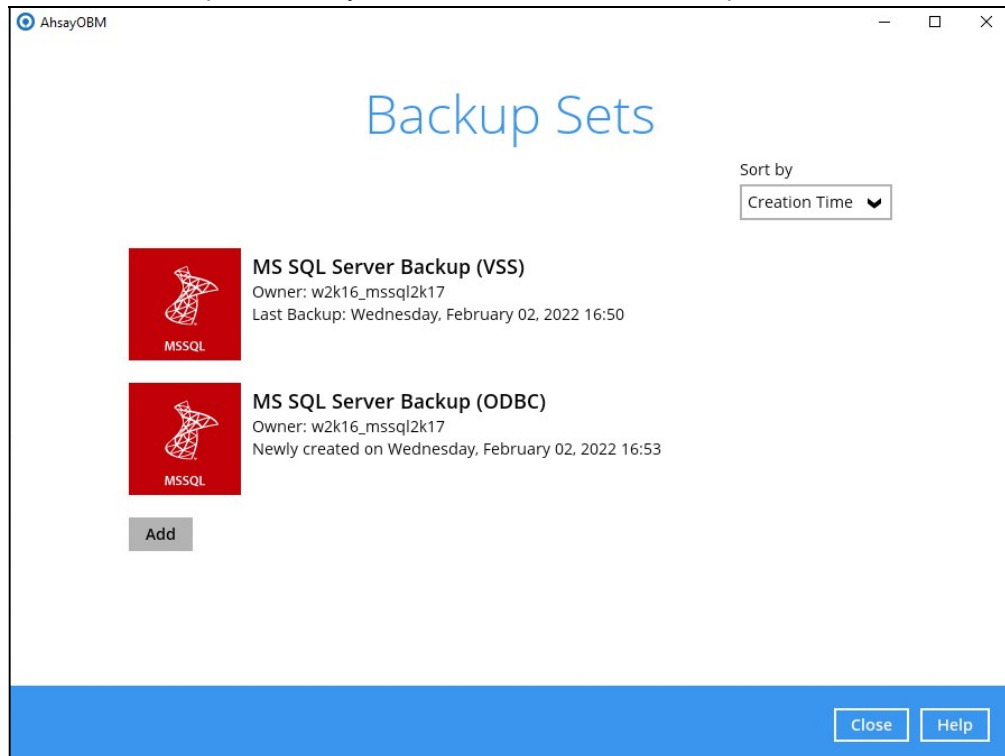 AhsayOBM
Backup Sets
Sort by
Creation Time
MS SQL Server Backup (VSS)
Owner: w2k16_mssql2k17
Last Backup: Wednesday, February 02, 2022 16:50
MSSQL
MS SQL Server Backup (ODBC)
Owner: w2k16_mssql2k17
Newly created on Wednesday, February 02, 2022 16:53
MSSQL
Add
Close Help